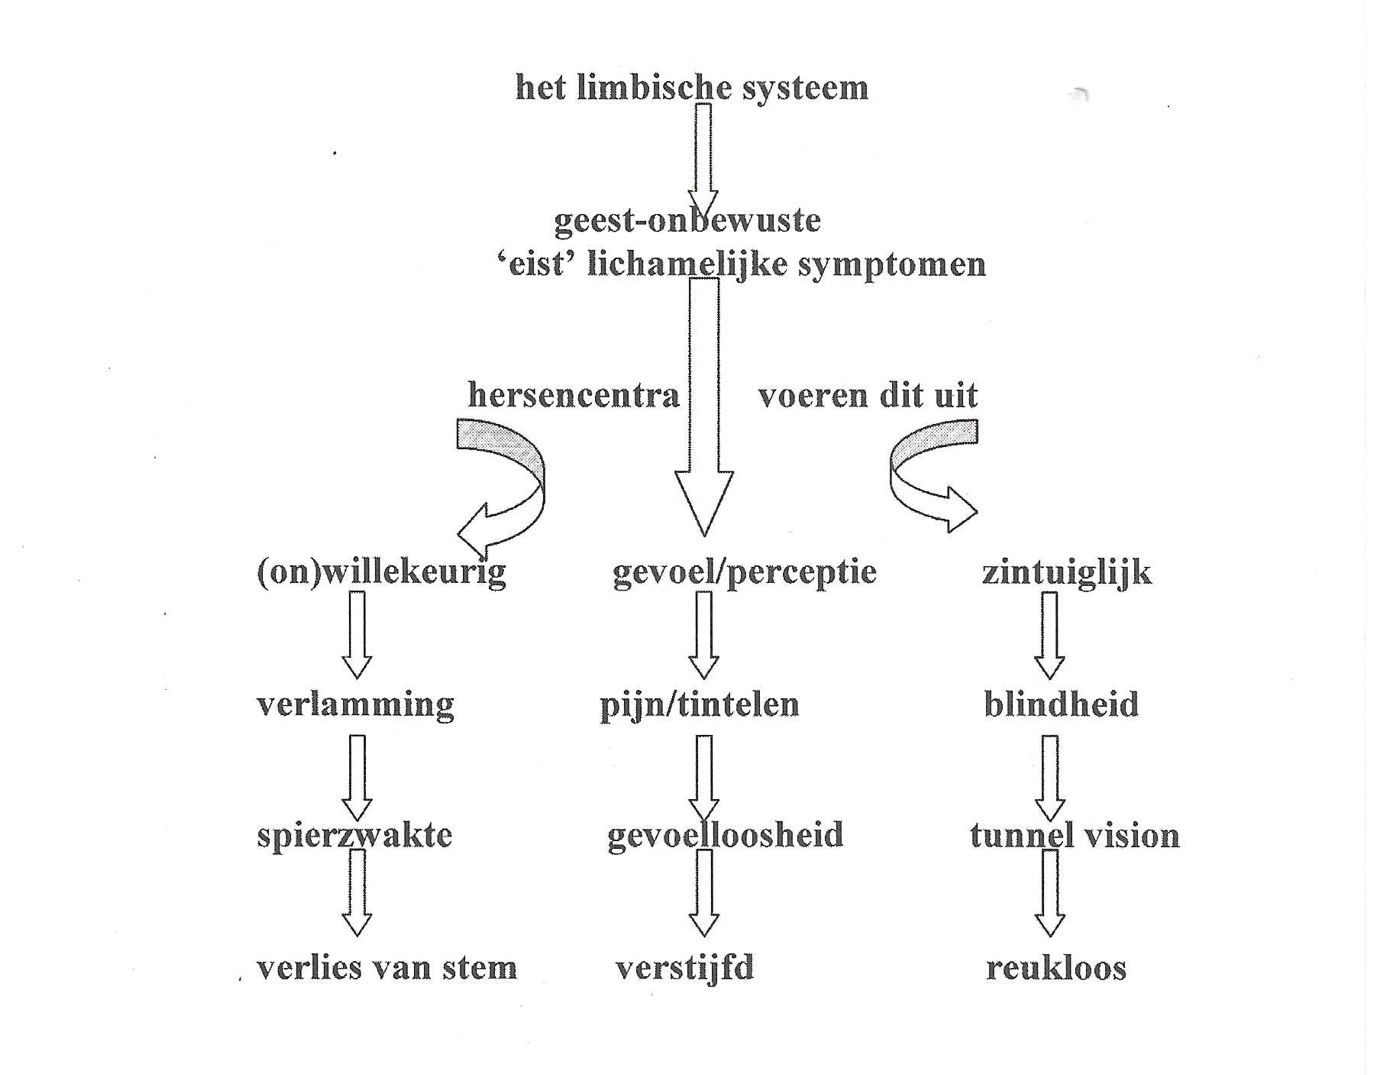 het limbische systeem
geest-onbewuste
‘eist’ lichamelijke symptomen
hersencentra voeren dit uit
(on)willekeurig gevoel/perceptie zintuiglijk
verlamming pijn/tintelen blindheid
spierzwakte gevoelloosheid tunnel vision
verlies van stem verstijfd reukloos